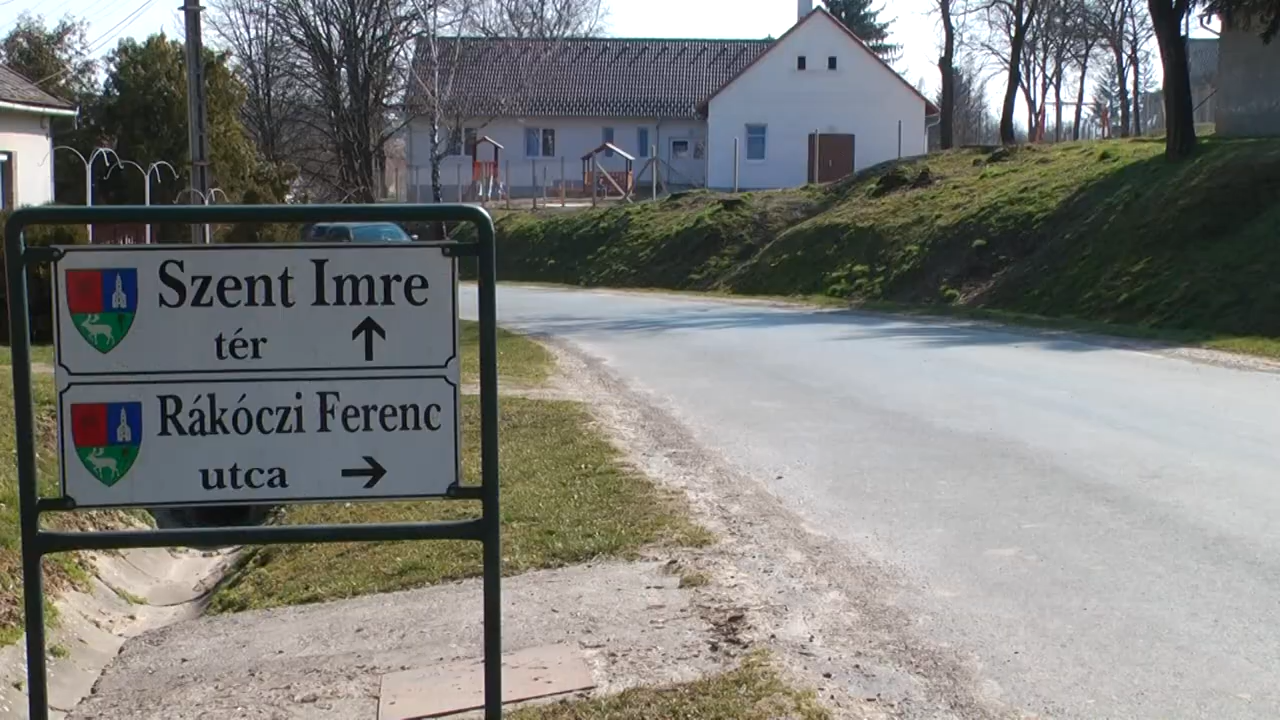 Szent Imre
tér ↑
Rákóczi Ferenc
utca →